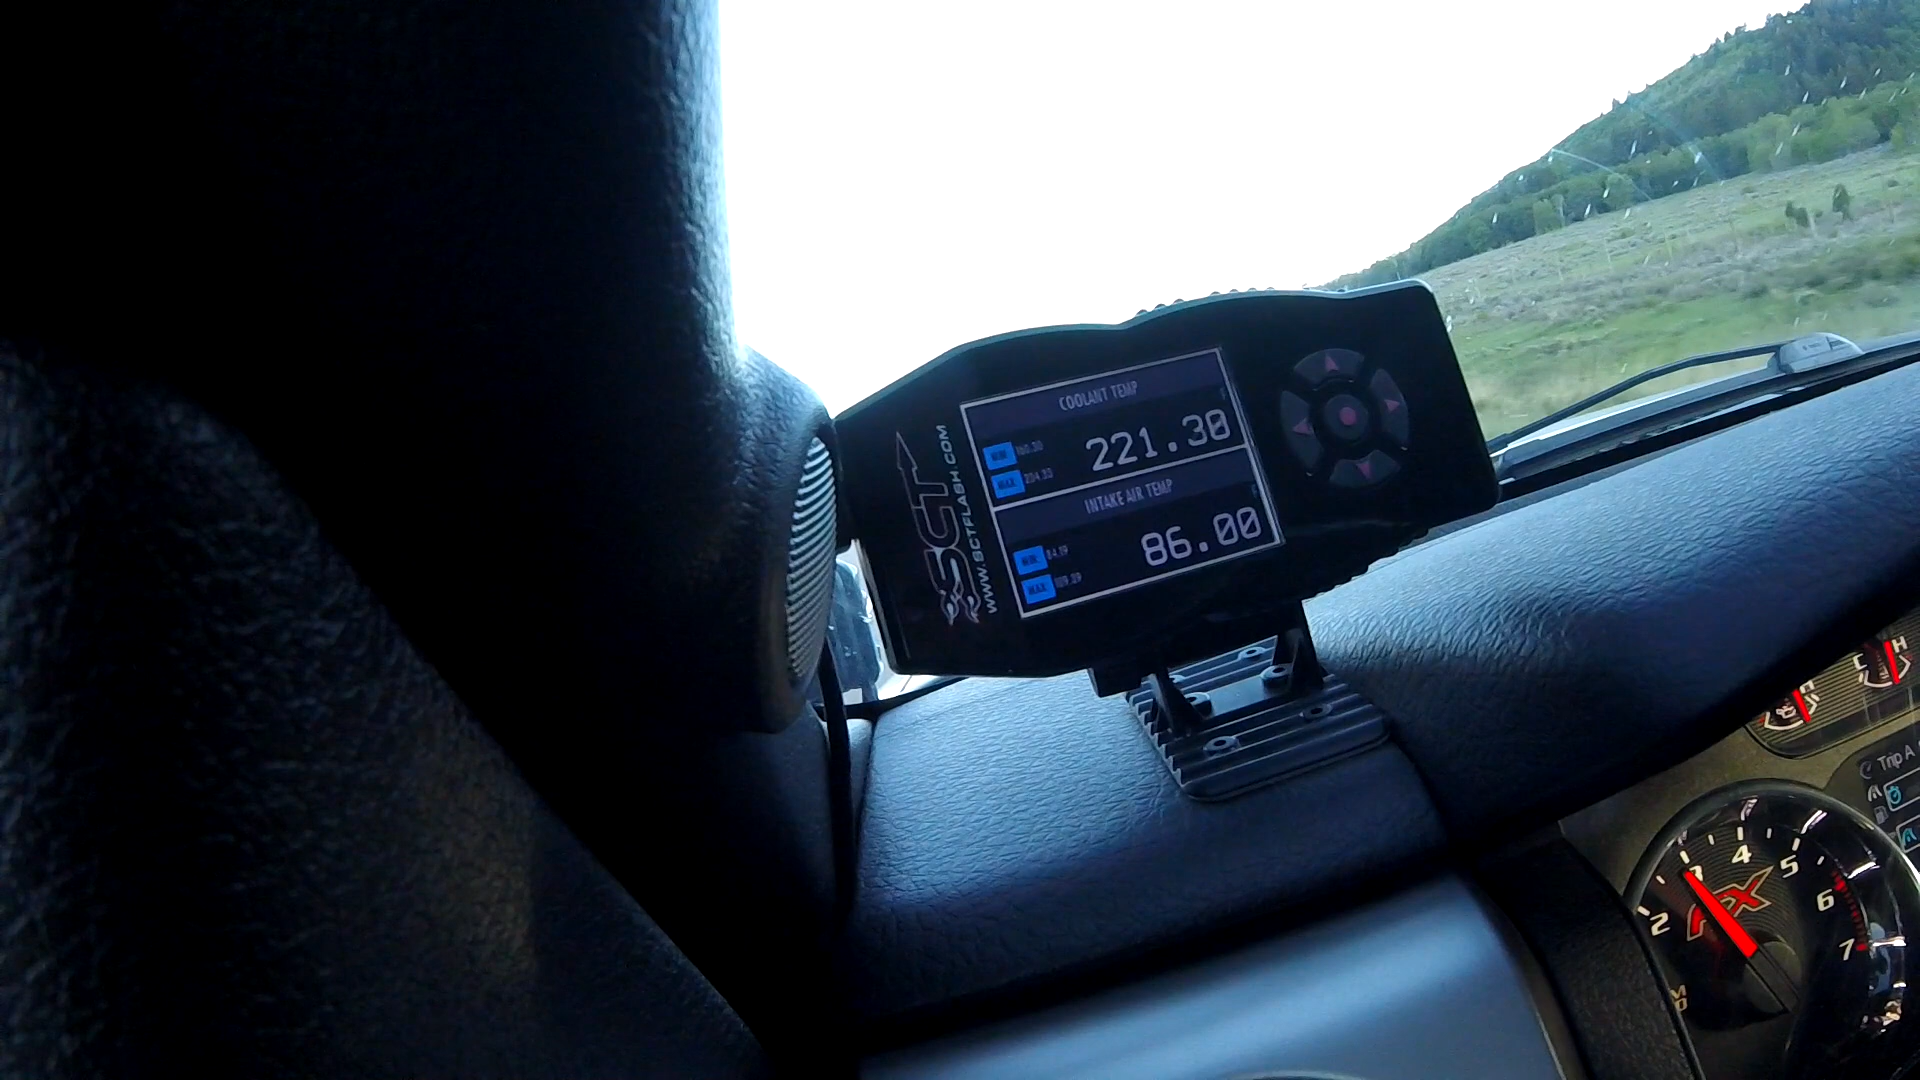 COOLANT TEMP
MIN
221.30
MAX
INTAKE AIR TEMP
MIN
86.00
MAX
SCT
WWW.SCTFLASH.COM
H
C
H
Trip A
2
3
4
5
6
7